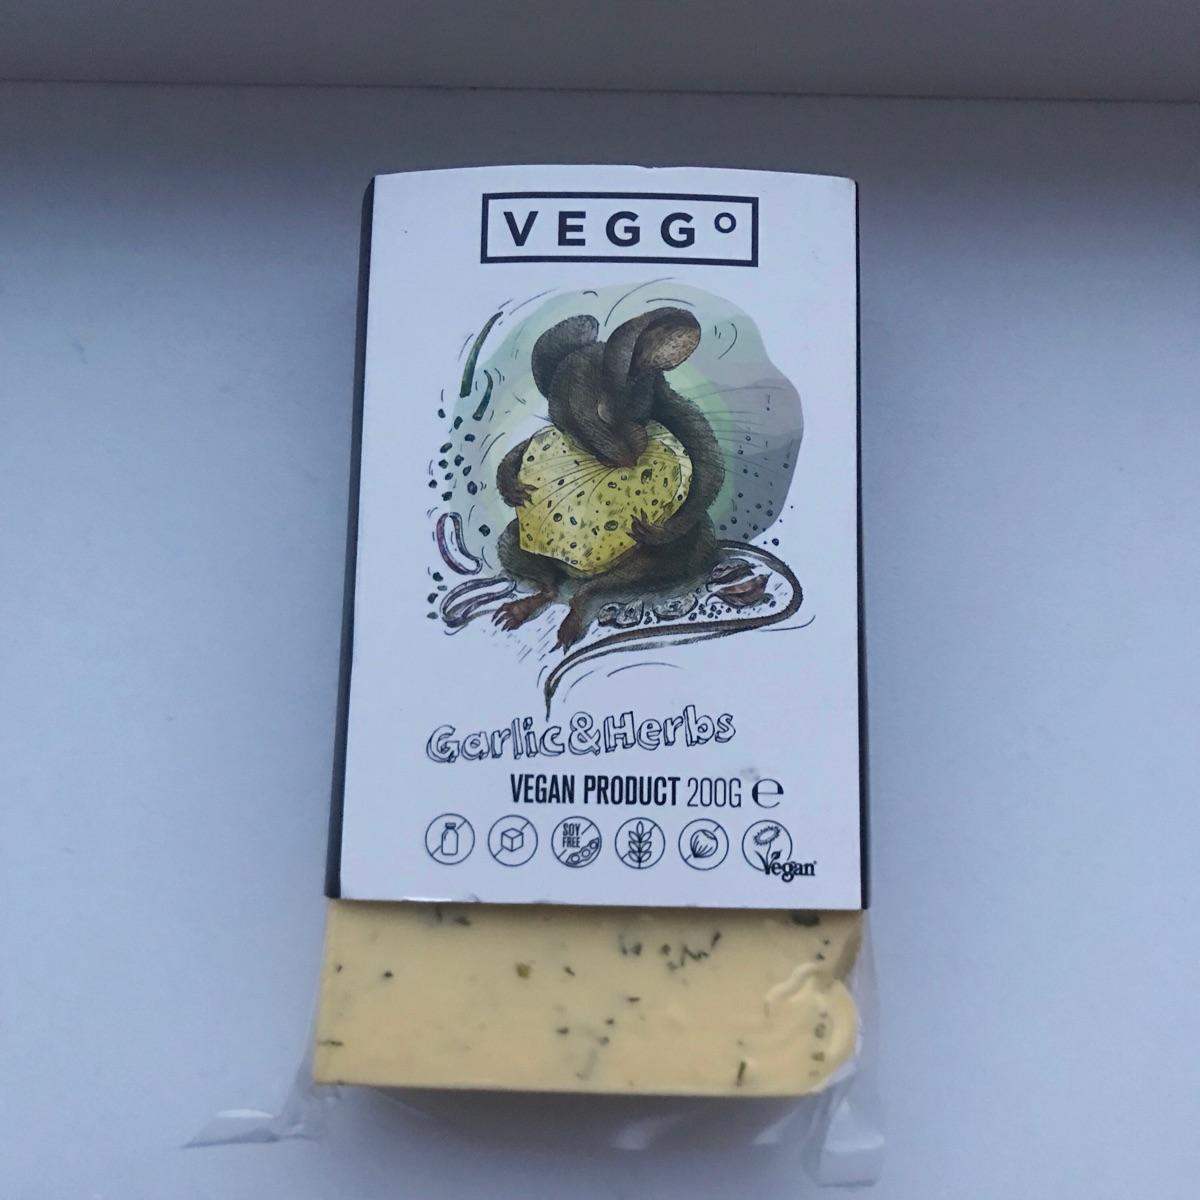 VEGGO
Garlic&Herbs
VEGAN PRODUCT 200G ℮
SOY
FREE
Vegan